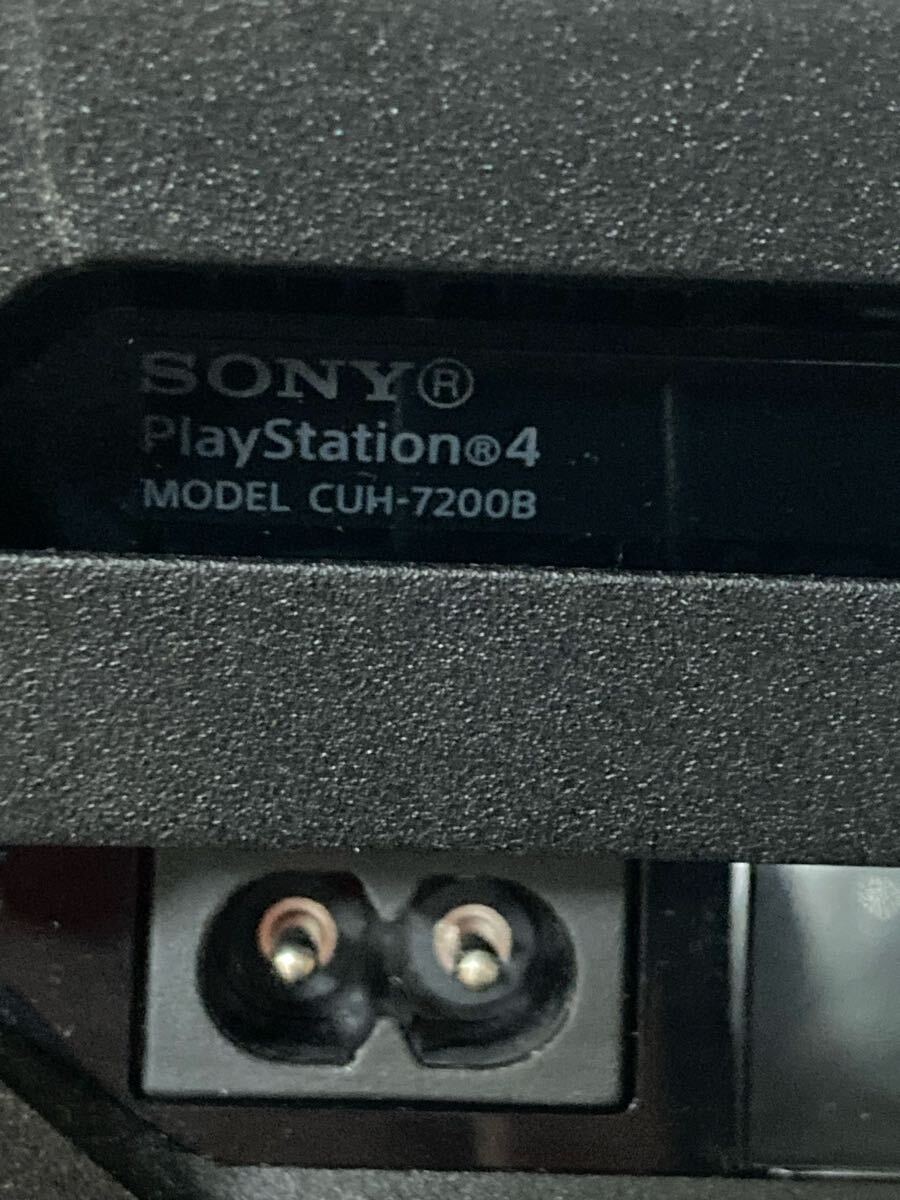 SONY®
PlayStation®4
MODEL CUH-7200B